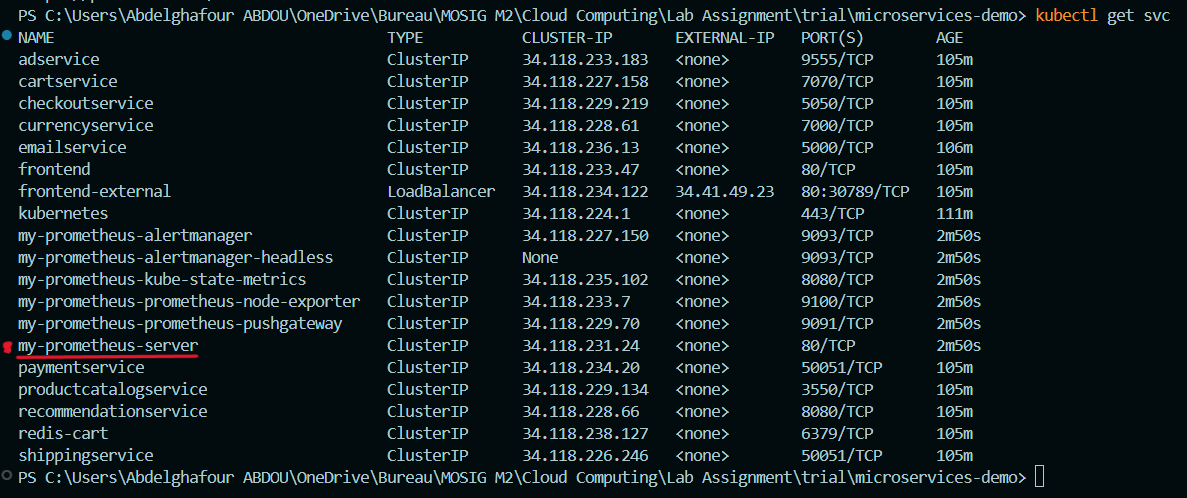 PS C:\Users\Abdelghafour ABDOU\OneDrive\Bureau\MOSIG M2\Cloud Computing\Lab Assignment\trial\microservices-demo> kubectl get svc
NAME TYPE CLUSTER-IP EXTERNAL-IP PORT(S) AGE
adservice ClusterIP 34.118.233.183 <none> 9555/TCP 105m
cartservice ClusterIP 34.118.227.158 <none> 7070/TCP 105m
checkoutservice ClusterIP 34.118.229.219 <none> 5050/TCP 105m
currencyservice ClusterIP 34.118.228.61 <none> 7000/TCP 105m
emailservice ClusterIP 34.118.236.13 <none> 5000/TCP 106m
frontend ClusterIP 34.118.233.47 <none> 80/TCP 105m
frontend-external LoadBalancer 34.118.234.122 34.41.49.23 80:30789/TCP 105m
kubernetes ClusterIP 34.118.224.1 <none> 443/TCP 111m
my-prometheus-alertmanager ClusterIP 34.118.227.150 <none> 9093/TCP 2m50s
my-prometheus-alertmanager-headless ClusterIP None <none> 9093/TCP 2m50s
my-prometheus-kube-state-metrics ClusterIP 34.118.235.102 <none> 8080/TCP 2m50s
my-prometheus-prometheus-node-exporter ClusterIP 34.118.233.7 <none> 9100/TCP 2m50s
my-prometheus-prometheus-pushgateway ClusterIP 34.118.229.70 <none> 9091/TCP 2m50s
my-prometheus-server ClusterIP 34.118.231.24 <none> 80/TCP 2m50s
paymentservice ClusterIP 34.118.234.20 <none> 50051/TCP 105m
productcatalogservice ClusterIP 34.118.229.134 <none> 3550/TCP 105m
recommendationservice ClusterIP 34.118.228.66 <none> 8080/TCP 105m
redis-cart ClusterIP 34.118.238.127 <none> 6379/TCP 105m
shippingservice ClusterIP 34.118.226.246 <none> 50051/TCP 105m
PS C:\Users\Abdelghafour ABDOU\OneDrive\Bureau\MOSIG M2\Cloud Computing\Lab Assignment\trial\microservices-demo>